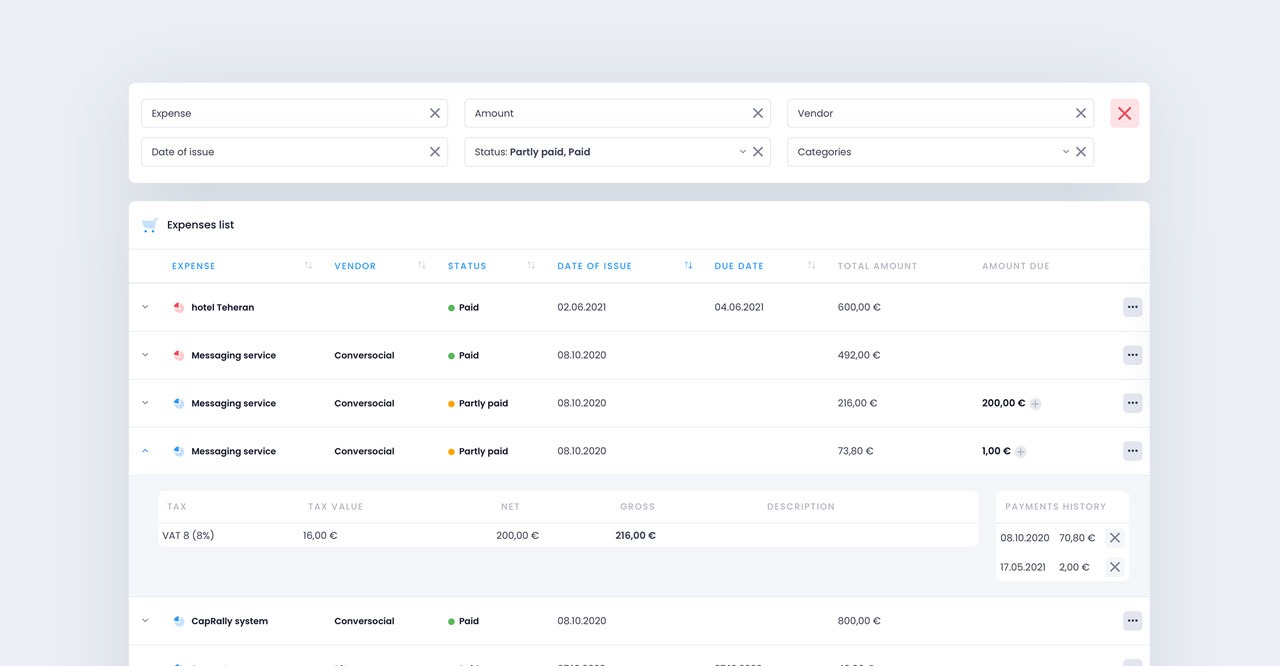 Expense Amount Vendor
Date of issue Status: Partly paid, Paid Categories
Expenses list
EXPENSE VENDOR STATUS DATE OF ISSUE DUE DATE TOTAL AMOUNT AMOUNT DUE
hotel Teheran Paid 02.06.2021 04.06.2021 600,00 €
Messaging service Conversocial Paid 08.10.2020 492,00 €
Messaging service Conversocial Partly paid 08.10.2020 216,00 € 200,00 €
Messaging service Conversocial Partly paid 08.10.2020 73,80 € 1,00 €
TAX TAX VALUE NET GROSS DESCRIPTION PAYMENTS HISTORY
VAT 8 (8%) 16,00 € 200,00 € 216,00 €
08.10.2020 70,80 €
17.05.2021 2,00 €
CapRally system Conversocial Paid 08.10.2020 800,00 €